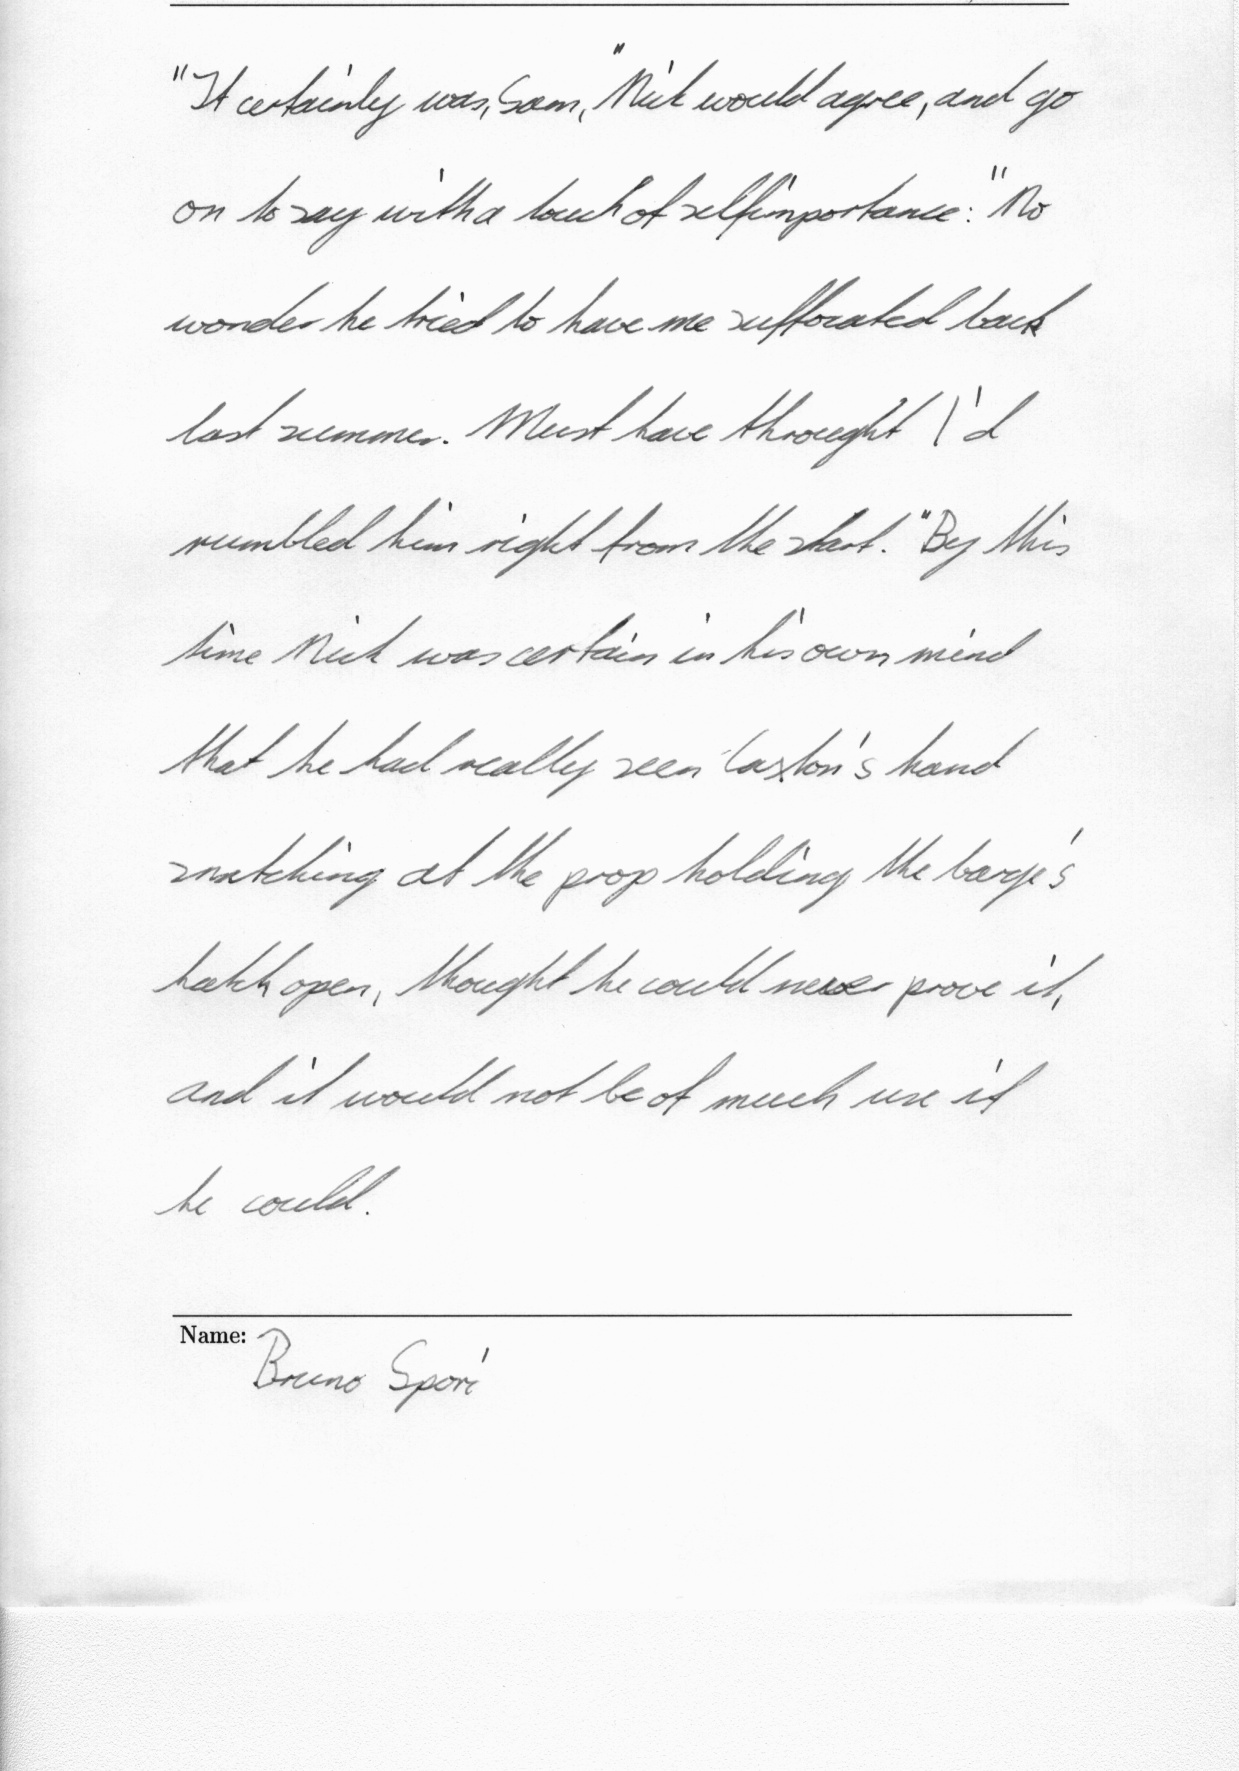 "It certainly was, Sam," Nick would agree, and go
on to say with a touch of selfimportance: "No
wonder he tried to have me suffocated back
last summer. Must have throught I'd
rumbled him right from the start." By this
time Nick was certain in his own mind
that he had really seen Caxton's hand
snatching at the prop holding the barge's
hatch open, thought he could never prove it,
and it would not be of much use if
he could.
Name:
Bruno Spori